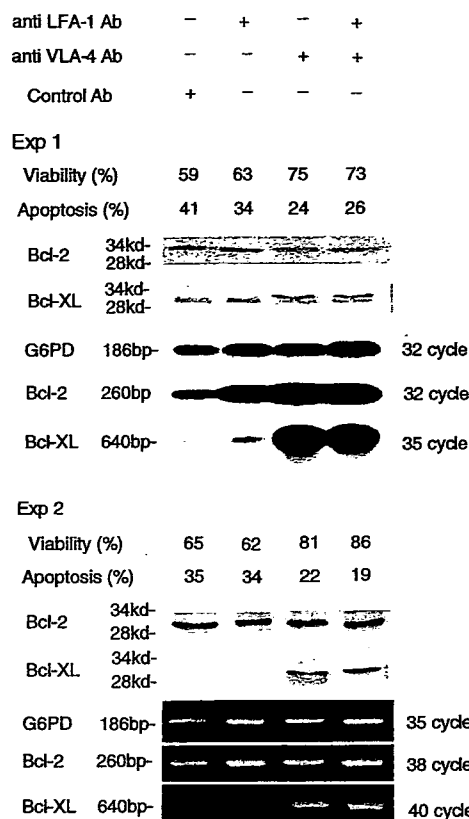 anti LFA-1 Ab − + − +
anti VLA-4 Ab − − + +
Control Ab + − − −
Exp 1
Viability (%) 59 63 75 73
Apoptosis (%) 41 34 24 26
Bcl-2 34kd- 28kd-
Bcl-XL 34kd- 28kd-
G6PD 186bp- 32 cycle
Bcl-2 260bp 32 cycle
Bcl-XL 640bp- 35 cycle
Exp 2
Viability (%) 65 62 81 86
Apoptosis (%) 35 34 22 19
Bcl-2 34kd- 28kd-
Bcl-XL 34kd- 28kd-
G6PD 186bp- 35 cycle
Bcl-2 260bp- 38 cycle
Bcl-XL 640bp- 40 cycle